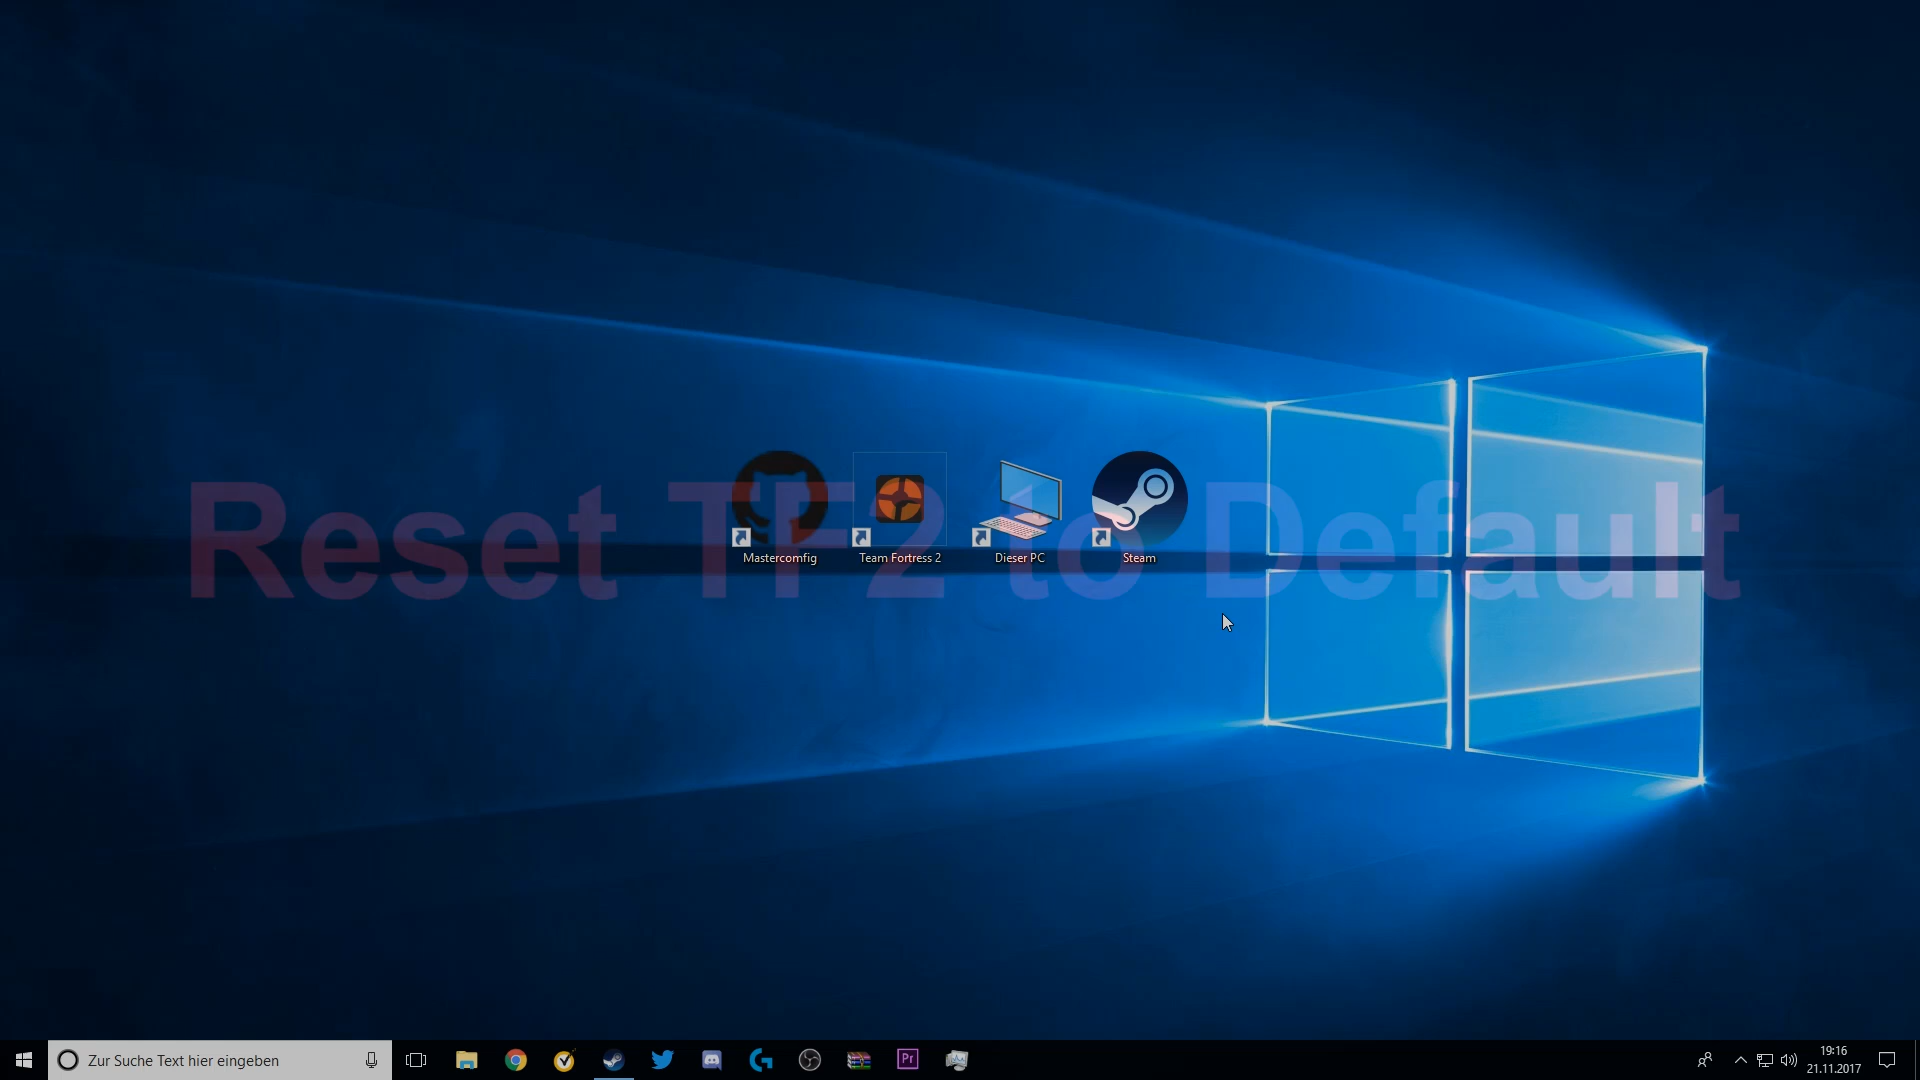 Reset TF2 to Default
Mastercomfig
Team Fortress 2
Dieser PC
Steam
Zur Suche Text hier eingeben
Pr
19:16
21.11.2017